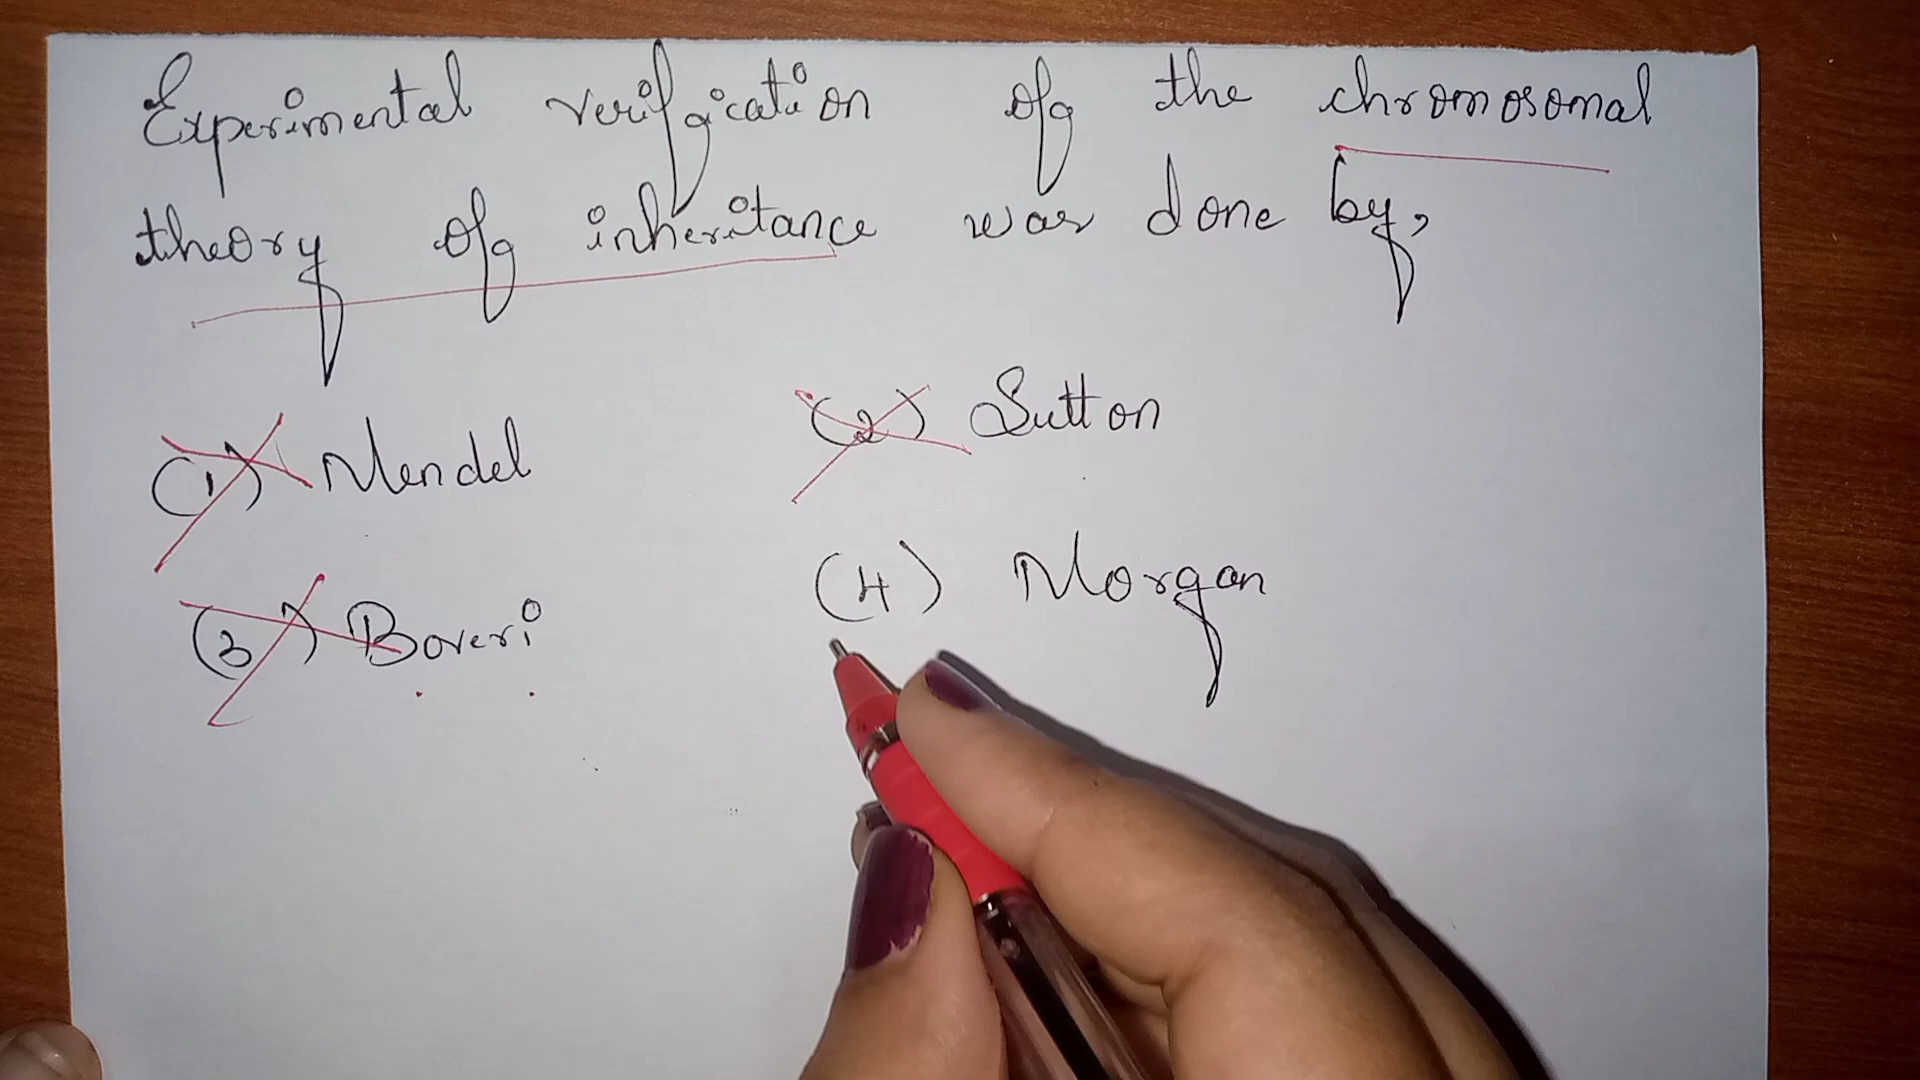 Experimental verification of the chromosomal
theory of inheritance was done by,
(1) Mendel (2) Sutton
(3) Boveri (4) Morgan